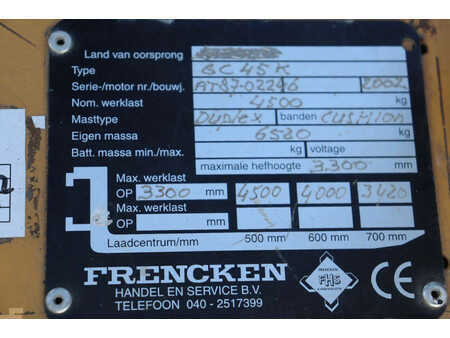 Land van oorsprong
Type GC45K
Serie-/motor nr./bouwj. AT87-02246 2002
Nom. werklast 4500 kg
Masttype Duplex banden Cushion
Eigen massa 6580 kg
Batt. massa min./max. kg voltage
maximale hefhoogte 3.300 mm
Max. werklast
OP 3300 mm 4500 4000 3420
Max. werklast
OP mm
Laadcentrum/mm 500 mm 600 mm 700 mm
FRENCKEN
HANDEL EN SERVICE B.V.
TELEFOON 040 - 2517399
FRENCKEN
FHS
CE